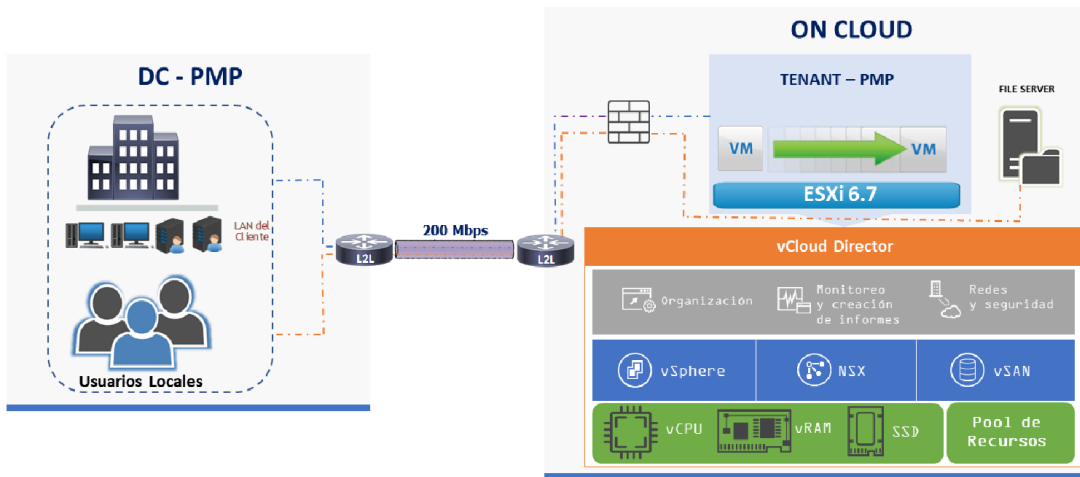 DC - PMP
LAN del
Cliente
Usuarios Locales
L2L
200 Mbps
L2L
ON CLOUD
TENANT – PMP
FILE SERVER
VM
VM
ESXi 6.7
vCloud Director
Organización
Monitoreo
y creación
de informes
Redes
y seguridad
vSphere
NSX
vSAN
vCPU
vRAM
SSD
Pool de
Recursos